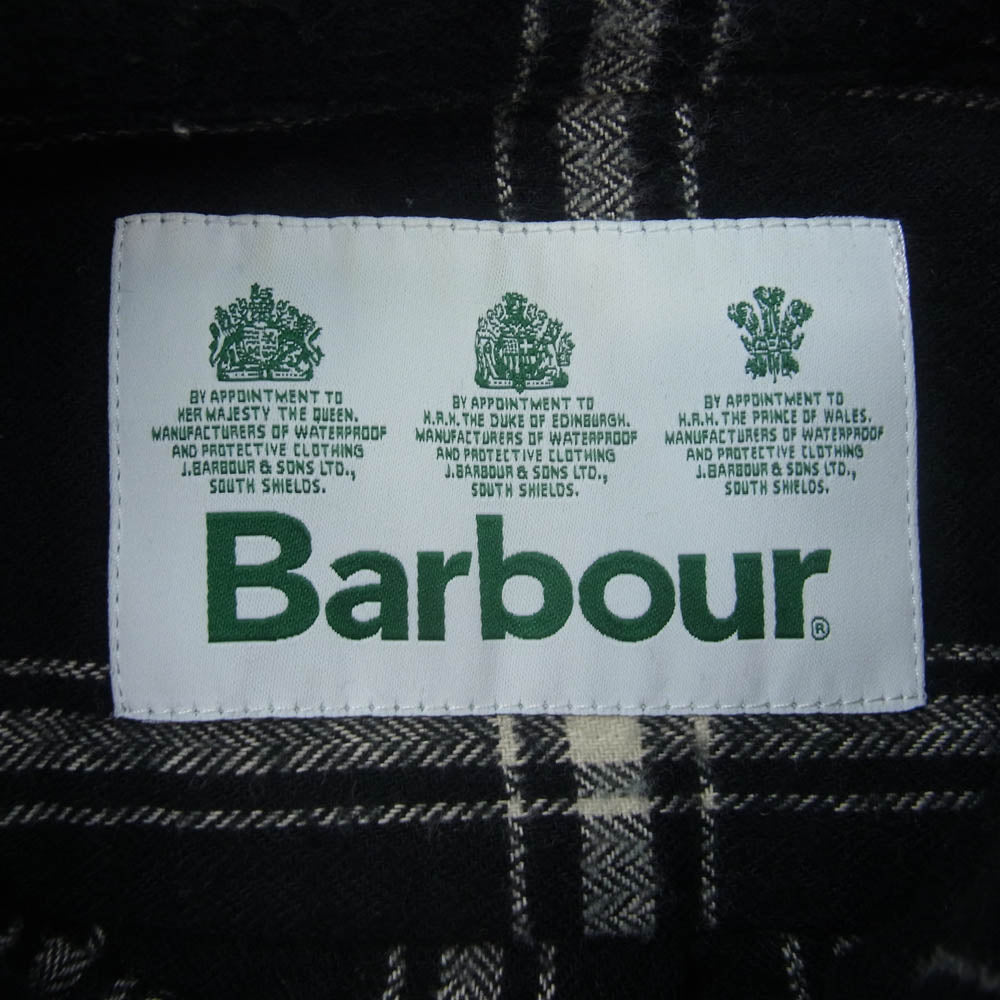 BY APPOINTMENT TO
HER MAJESTY THE QUEEN.
MANUFACTURERS OF WATERPROOF
AND PROTECTIVE CLOTHING
J.BARBOUR & SONS LTD.,
SOUTH SHIELDS.
BY APPOINTMENT TO
H.R.H. THE DUKE OF EDINBURGH.
MANUFACTURERS OF WATERPROOF
AND PROTECTIVE CLOTHING
J.BARBOUR & SONS LTD.,
SOUTH SHIELDS.
BY APPOINTMENT TO
H.R.H. THE PRINCE OF WALES.
MANUFACTURERS OF WATERPROOF
AND PROTECTIVE CLOTHING
J.BARBOUR & SONS LTD.,
SOUTH SHIELDS.
Barbour®